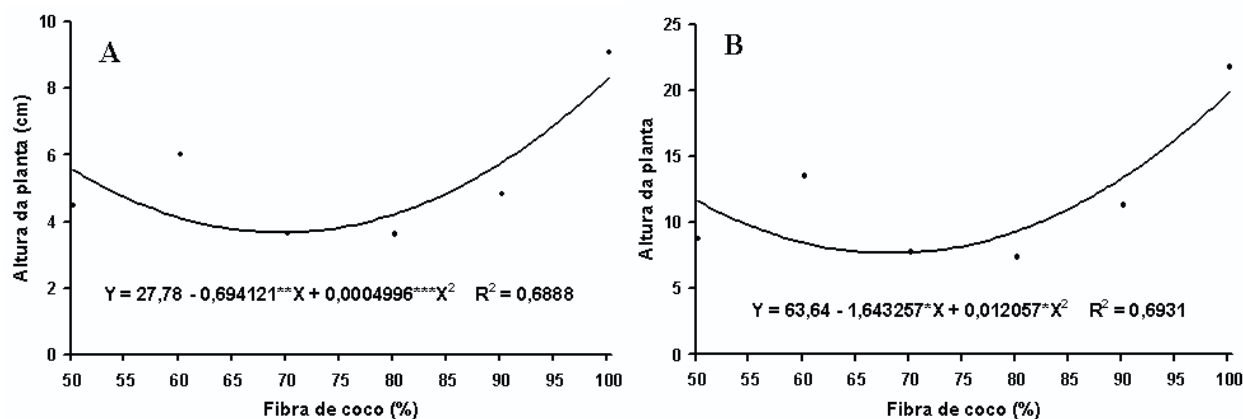 A
Altura da planta (cm)
10
8
6
4
2
0
Y = 27,78 - 0,694121**X + 0,0004996***X² R² = 0,6888
50 55 60 65 70 75 80 85 90 95 100
Fibra de coco (%)
B
Altura da planta
25
20
15
10
5
0
Y = 63,64 - 1,643257*X + 0,012057*X² R² = 0,6931
50 55 60 65 70 75 80 85 90 95 100
Fibra de coco (%)